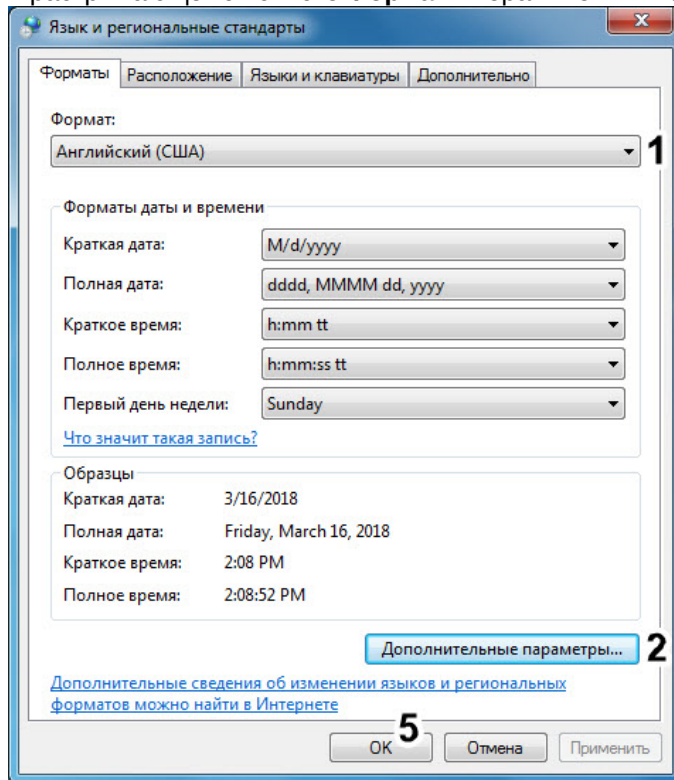 Язык и региональные стандарты
Форматы Расположение Языки и клавиатуры Дополнительно
Формат:
Английский (США) 1
Форматы даты и времени
Краткая дата: M/d/yyyy
Полная дата: dddd, MMMM dd, yyyy
Краткое время: h:mm tt
Полное время: h:mm:ss tt
Первый день недели: Sunday
Что значит такая запись?
Образцы
Краткая дата: 3/16/2018
Полная дата: Friday, March 16, 2018
Краткое время: 2:08 PM
Полное время: 2:08:52 PM
Дополнительные параметры... 2
Дополнительные сведения об изменении языков и региональных
форматов можно найти в Интернете
5
ОК Отмена Применить